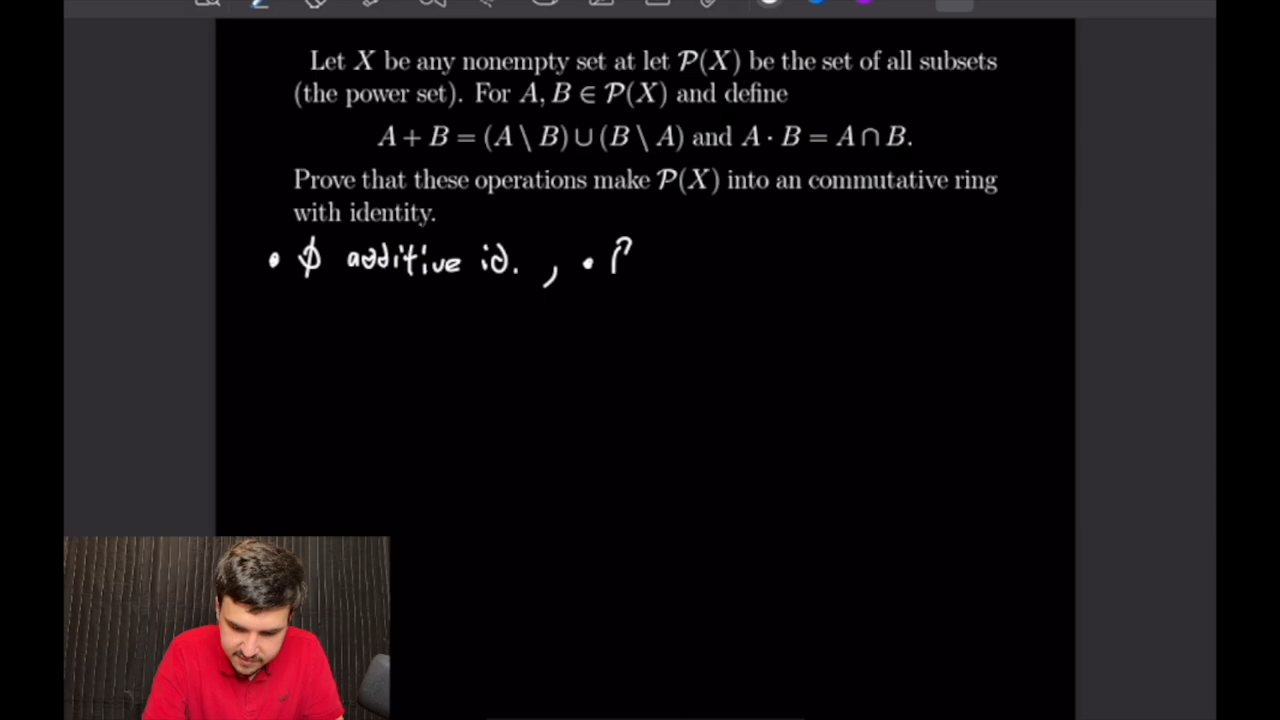 Let X be any nonempty set at let 𝒫(X) be the set of all subsets
(the power set). For A, B ∈ 𝒫(X) and define
A + B = (A \ B) ∪ (B \ A) and A · B = A ∩ B.
Prove that these operations make 𝒫(X) into an commutative ring
with identity.
• ∅ additive id. , •